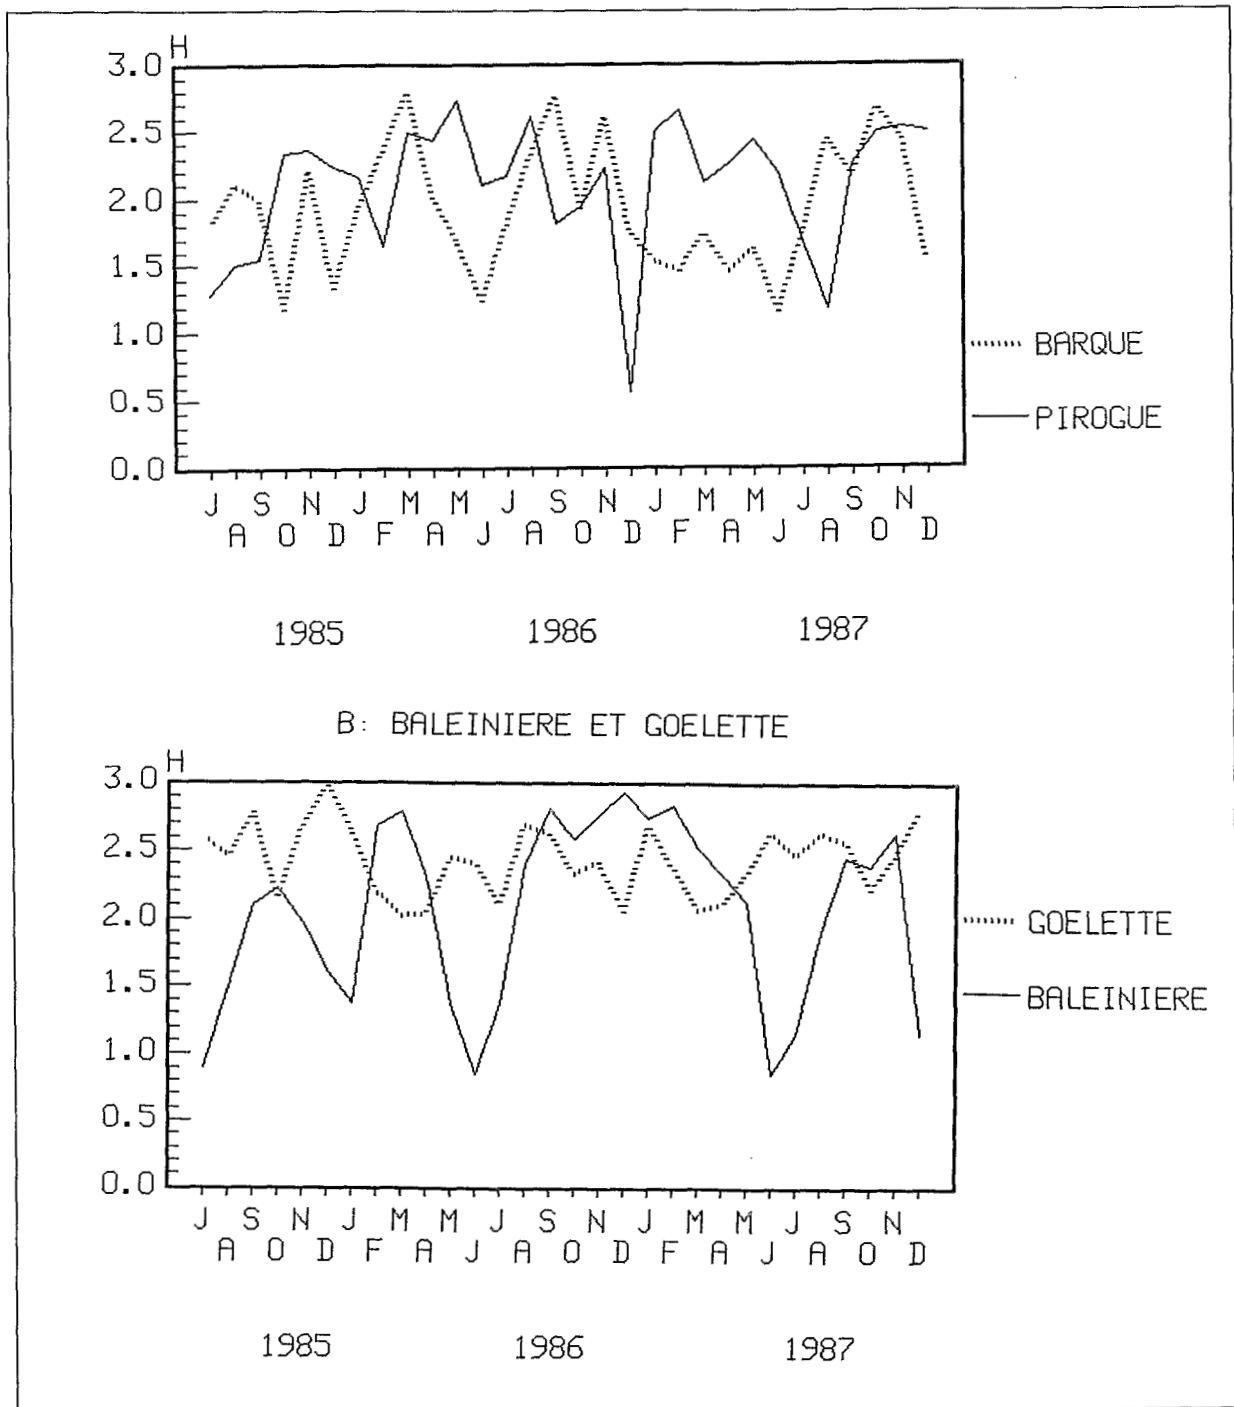 H
3.0
2.5
2.0
1.5
1.0
0.5
0.0
BARQUE
PIROGUE
J S N J M M J S N J M M J S N
A O D F A J A O D F A J A O D
1985 1986 1987
B: BALEINIERE ET GOELETTE
H
3.0
2.5
2.0
1.5
1.0
0.5
0.0
GOELETTE
BALEINIERE
J S N J M M J S N J M M J S N
A O D F A J A O D F A J A O D
1985 1986 1987